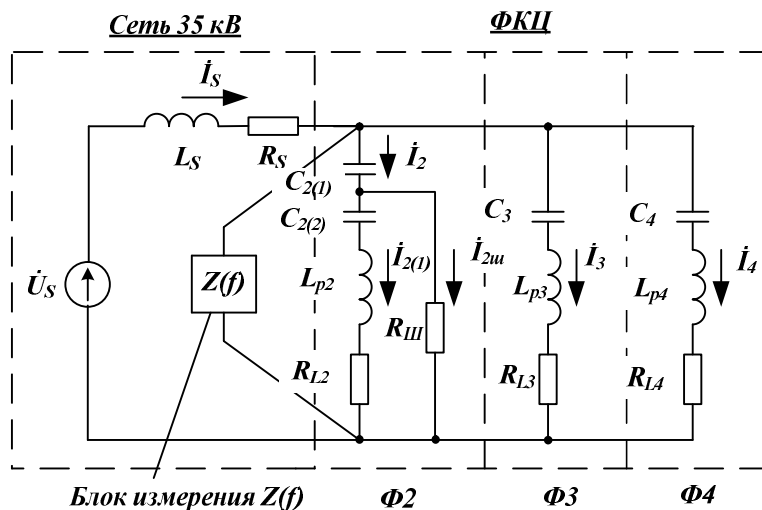 Сеть 35 кВ
ФКЦ
İS
LS
RS
İ2
C2(1)
C2(2)
C3
C4
Z(f)
U̇S
Lp2
İ2(1)
İ2ш
Lp3
İ3
Lp4
İ4
RШ
RL2
RL3
RL4
Блок измерения Z(f)
Ф2
Ф3
Ф4